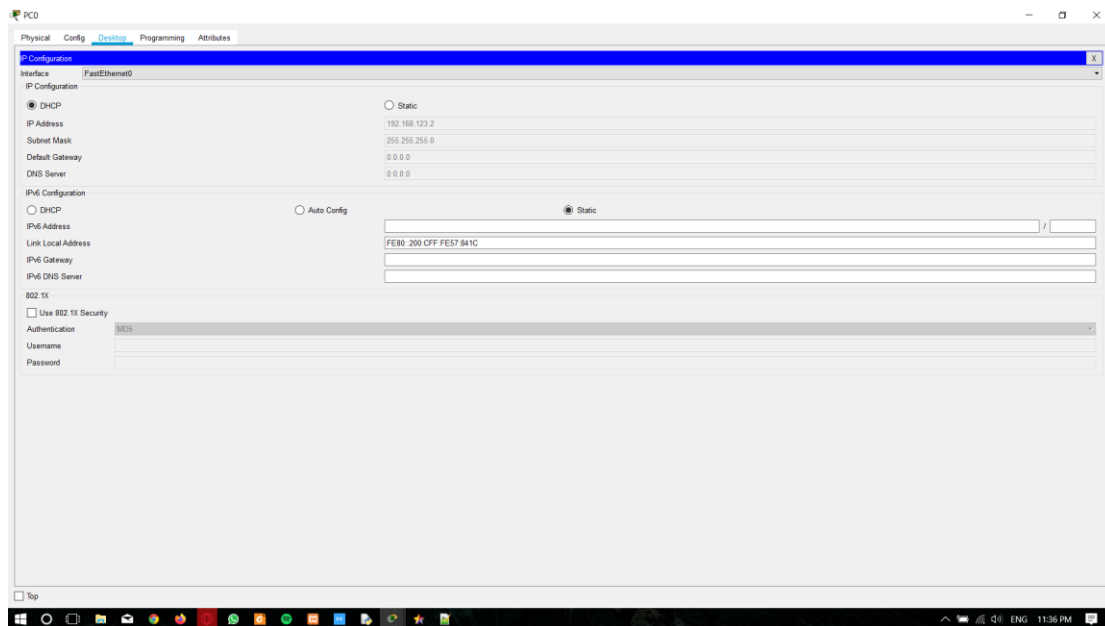 PC0
Physical Config Desktop Programming Attributes
IP Configuration X
Interface FastEthernet0
IP Configuration
DHCP Static
IP Address 192.168.123.2
Subnet Mask 255.255.255.0
Default Gateway 0.0.0.0
DNS Server 0.0.0.0
IPv6 Configuration
DHCP Auto Config Static
IPv6 Address /
Link Local Address FE80::200:CFF:FE57:841C
IPv6 Gateway
IPv6 DNS Server
802.1X
Use 802.1X Security
Authentication MD5
Username
Password
Top
ENG 11:36 PM